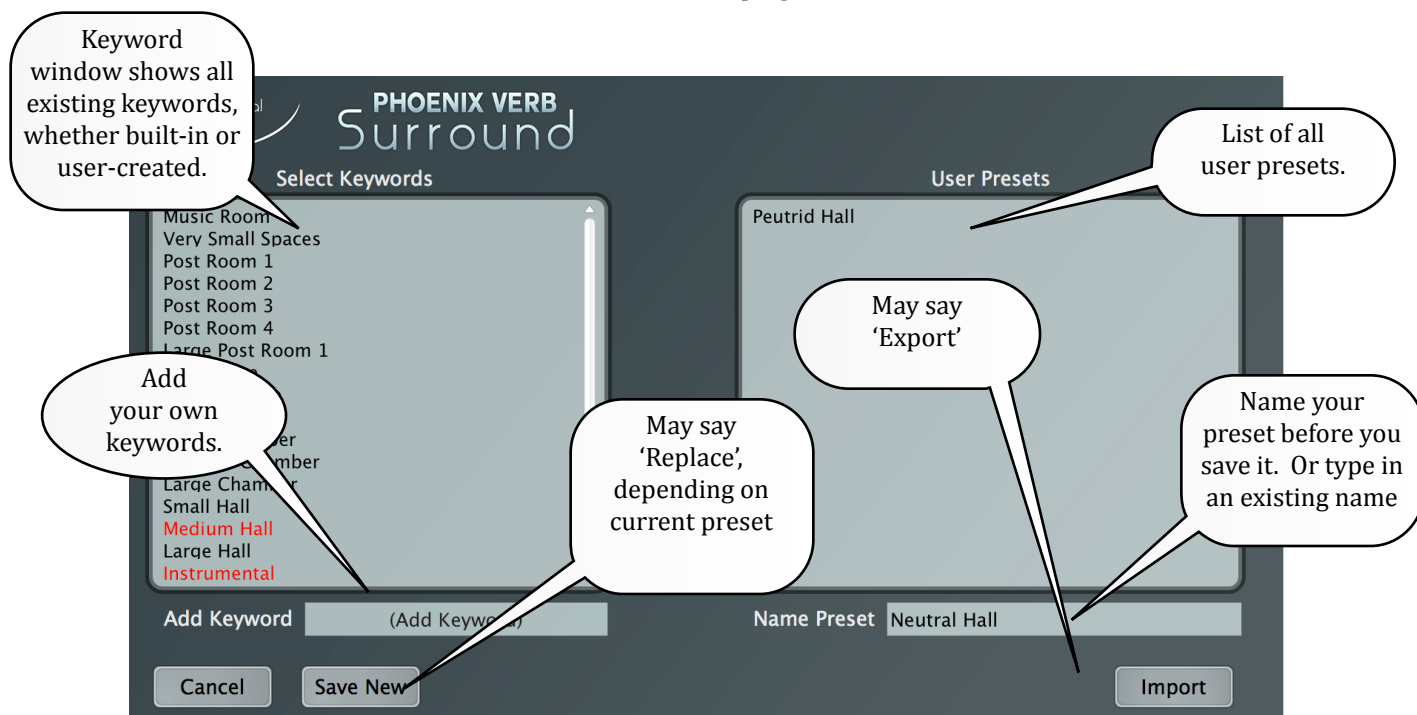 Keyword
window shows all
existing keywords,
whether built-in or
user-created.
PHOENIX VERB
Surround
List of all
user presets.
Select Keywords
User Presets
Music Room
Very Small Spaces
Post Room 1
Post Room 2
Post Room 3
Post Room 4
Large Post Room 1
Peutrid Hall
May say
‘Export’
Add
your own
keywords.
Large Chamber
Small Hall
Medium Hall
Large Hall
Instrumental
May say
‘Replace’,
depending on
current preset
Name your
preset before you
save it. Or type in
an existing name
Add Keyword
(Add Keyword)
Name Preset
Neutral Hall
Cancel
Save New
Import